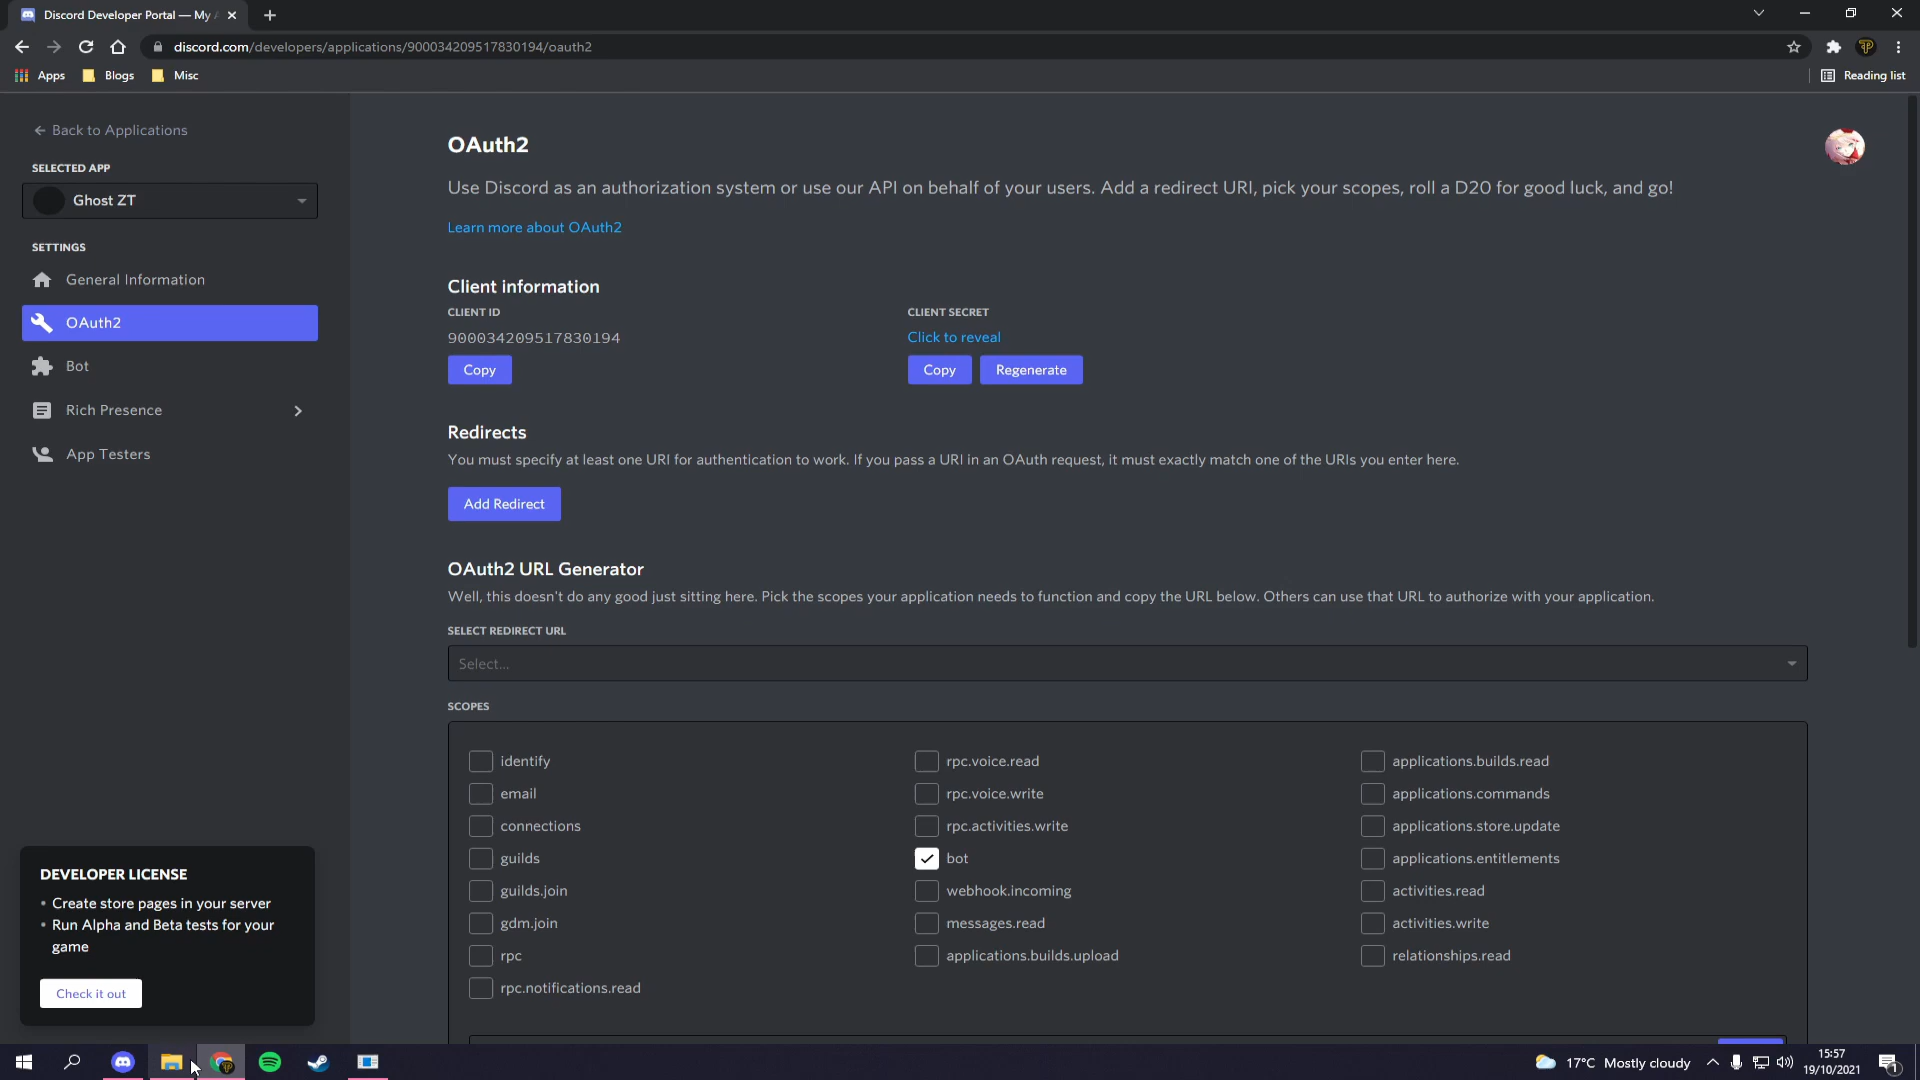 Discord Developer Portal — My A
discord.com/developers/applications/900034209517830194/oauth2
Apps
Blogs
Misc
Reading list
← Back to Applications
SELECTED APP
Ghost ZT
SETTINGS
General Information
OAuth2
Bot
Rich Presence
App Testers
DEVELOPER LICENSE
• Create store pages in your server
• Run Alpha and Beta tests for your
game
Check it out
OAuth2
Use Discord as an authorization system or use our API on behalf of your users. Add a redirect URI, pick your scopes, roll a D20 for good luck, and go!
Learn more about OAuth2
Client information
CLIENT ID
900034209517830194
Copy
CLIENT SECRET
Click to reveal
Copy
Regenerate
Redirects
You must specify at least one URI for authentication to work. If you pass a URI in an OAuth request, it must exactly match one of the URIs you enter here.
Add Redirect
OAuth2 URL Generator
Well, this doesn't do any good just sitting here. Pick the scopes your application needs to function and copy the URL below. Others can use that URL to authorize with your application.
SELECT REDIRECT URL
Select...
SCOPES
identify
email
connections
guilds
guilds.join
gdm.join
rpc
rpc.notifications.read
rpc.voice.read
rpc.voice.write
rpc.activities.write
bot
webhook.incoming
messages.read
applications.builds.upload
applications.builds.read
applications.commands
applications.store.update
applications.entitlements
activities.read
activities.write
relationships.read
17°C Mostly cloudy
15:57
19/10/2021
1